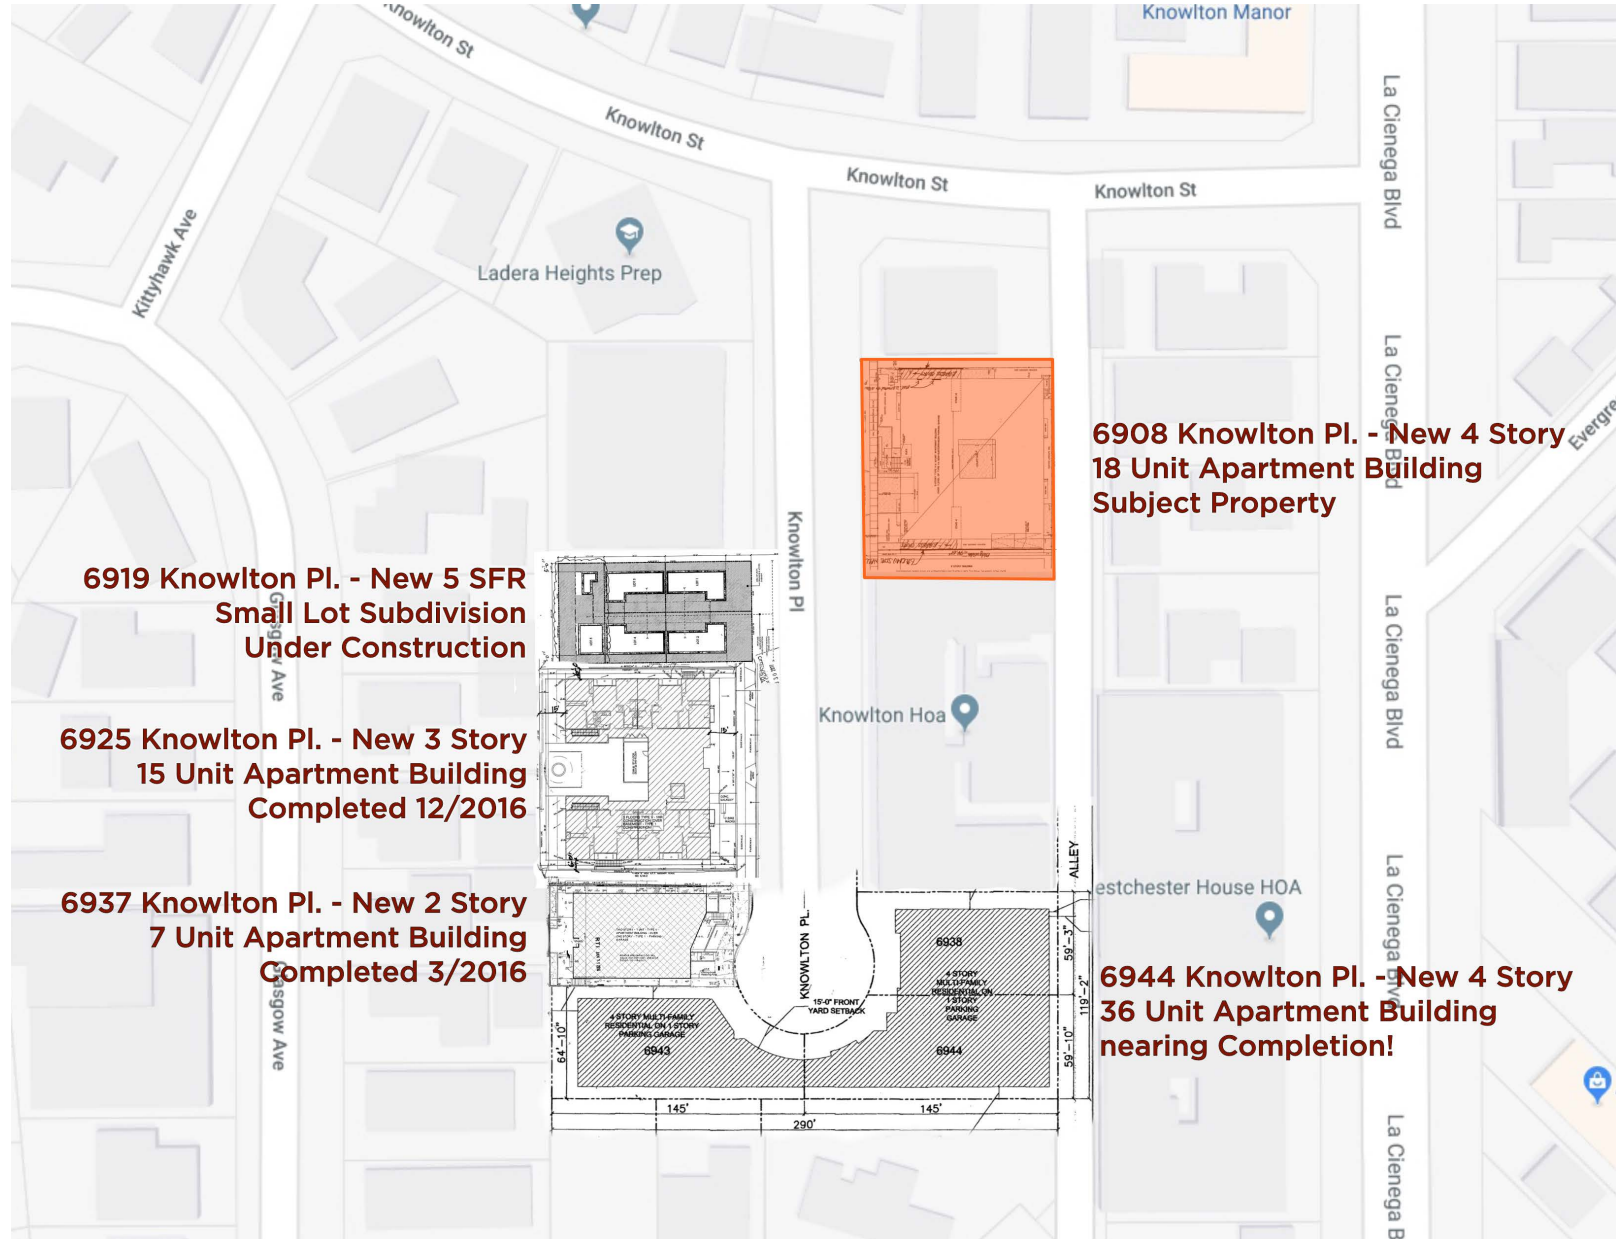 Knowlton Manor
Knowlton St
Knowlton St
Knowlton St
Knowlton St
La Cienega Blvd
Kittyhawk Ave
Ladera Heights Prep
La Cienega Blvd
6908 Knowlton Pl. - New 4 Story
18 Unit Apartment Building
Subject Property
Knowlton Pl
6919 Knowlton Pl. - New 5 SFR
Small Lot Subdivision
Under Construction
Glasgow Ave
La Cienega Blvd
Knowlton Hoa
6925 Knowlton Pl. - New 3 Story
15 Unit Apartment Building
Completed 12/2016
ALLEY
estchester House HOA
La Cienega Blvd
6937 Knowlton Pl. - New 2 Story
7 Unit Apartment Building
Completed 3/2016
Glasgow Ave
KNOWLTON PL.
15'-0" FRONT
YARD SETBACK
6938
4 STORY
MULTI-FAMILY
RESIDENTIAL ON
1 STORY
PARKING
GARAGE
6944
59'-3"
119'-2"
59'-10"
6944 Knowlton Pl. - New 4 Story
36 Unit Apartment Building
nearing Completion!
4 STORY MULTI-FAMILY
RESIDENTIAL ON 1 STORY
PARKING GARAGE
6943
64'-10"
145'
145'
290'
La Cienega B